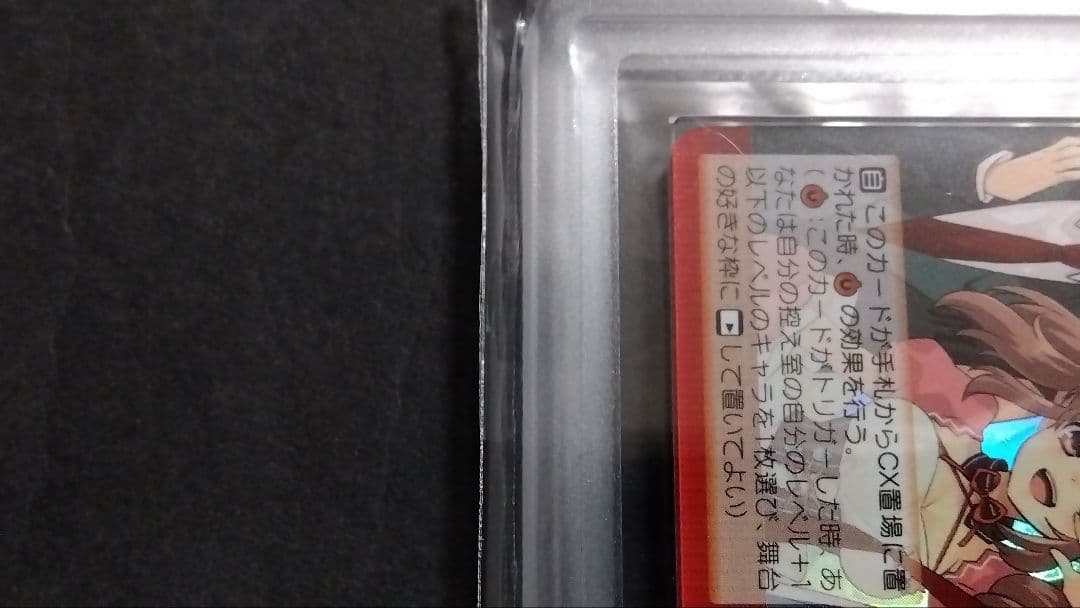 自 このカードが手札からCX置場に置
かれた時、の効果を行う。
( :このカードがトリガーした時、あ
なたは自分の控え室の自分のレベル+1
以下のレベルのキャラを1枚選び、舞台
の好きな枠に して置いてよい)